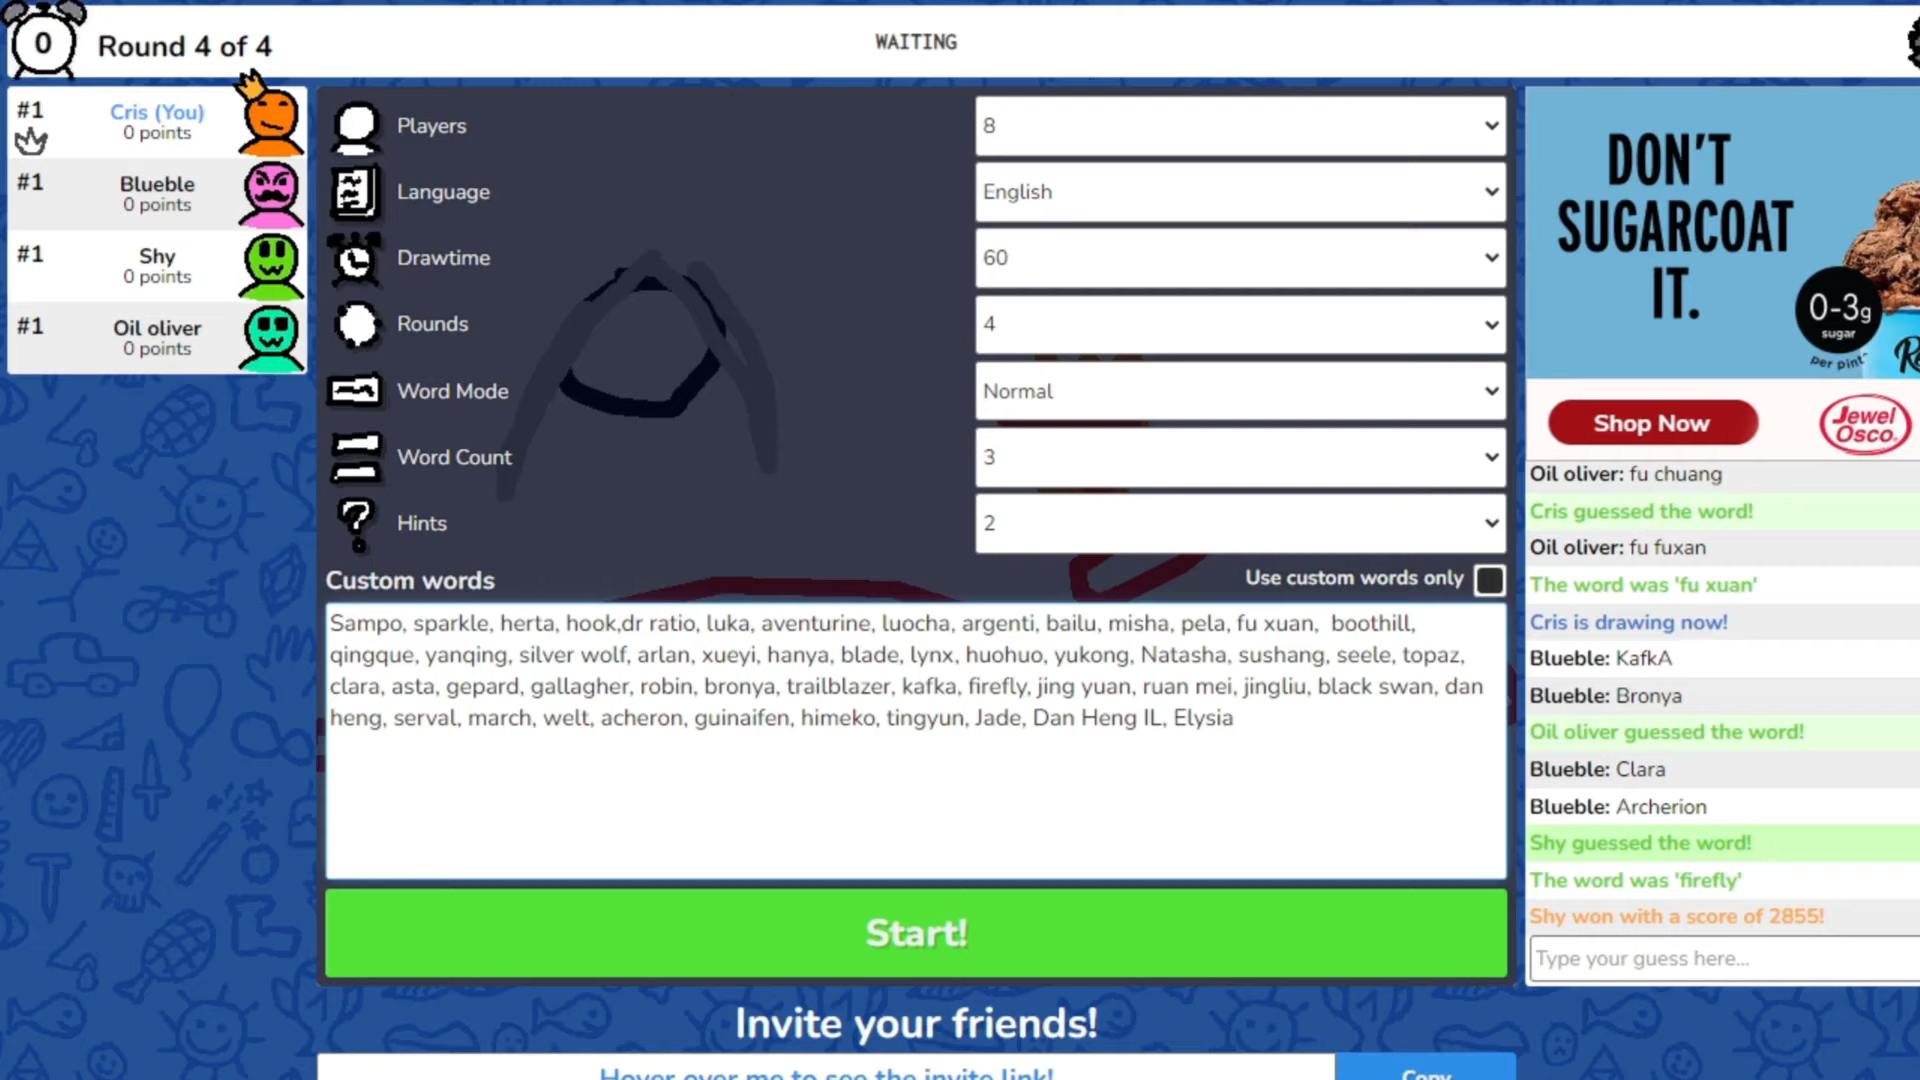 0
Round 4 of 4
WAITING
#1
Cris (You)
0 points
#1
Blueble
0 points
#1
Shy
0 points
#1
Oil oliver
0 points
Players
8
Language
English
Drawtime
60
Rounds
4
Word Mode
Normal
Word Count
3
Hints
2
Custom words
Use custom words only
Sampo, sparkle, herta, hook,dr ratio, luka, aventurine, luocha, argenti, bailu, misha, pela, fu xuan,  boothill,
qingque, yanqing, silver wolf, arlan, xueyi, hanya, blade, lynx, huohuo, yukong, Natasha, sushang, seele, topaz,
clara, asta, gepard, gallagher, robin, bronya, trailblazer, kafka, firefly, jing yuan, ruan mei, jingliu, black swan, dan
heng, serval, march, welt, acheron, guinaifen, himeko, tingyun, Jade, Dan Heng IL, Elysia
Start!
Invite your friends!
Hover over me to see the invite link!
Copy
DON'T
SUGARCOAT
IT.
0-3g
sugar
per pint
Shop Now
Jewel
Osco
Oil oliver: fu chuang
Cris guessed the word!
Oil oliver: fu fuxan
The word was 'fu xuan'
Cris is drawing now!
Blueble: KafkA
Blueble: Bronya
Oil oliver guessed the word!
Blueble: Clara
Blueble: Archerion
Shy guessed the word!
The word was 'firefly'
Shy won with a score of 2855!
Type your guess here...